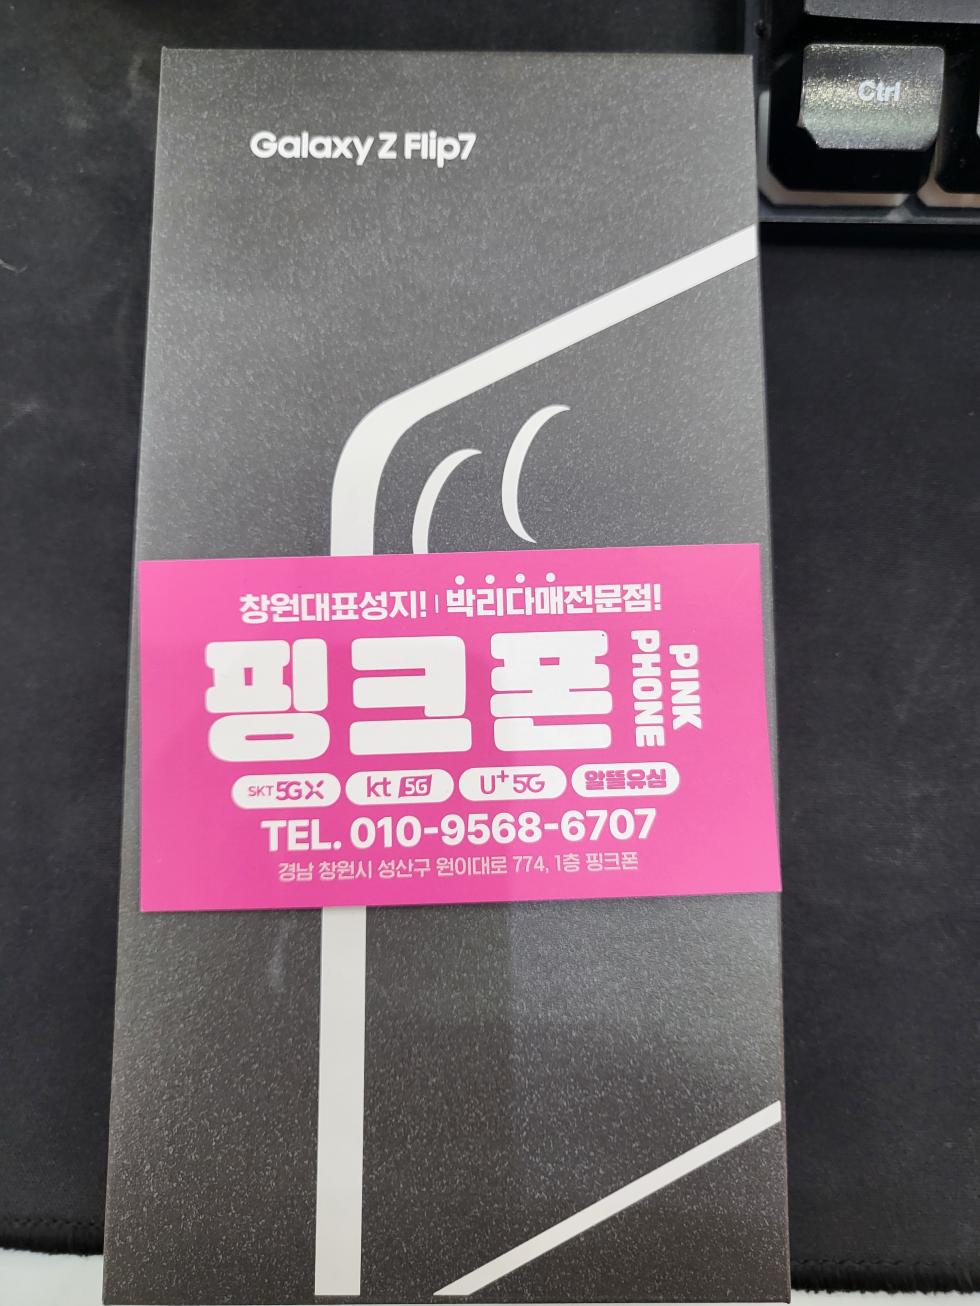 Ctrl
Galaxy Z Flip7
창원대표성지! | 박리다매전문점!
핑크폰
PINK
PHONE
SKT 5GX kt 5G U+5G 알뜰유심
TEL. 010-9568-6707
경남 창원시 성산구 원이대로 774, 1층 핑크폰